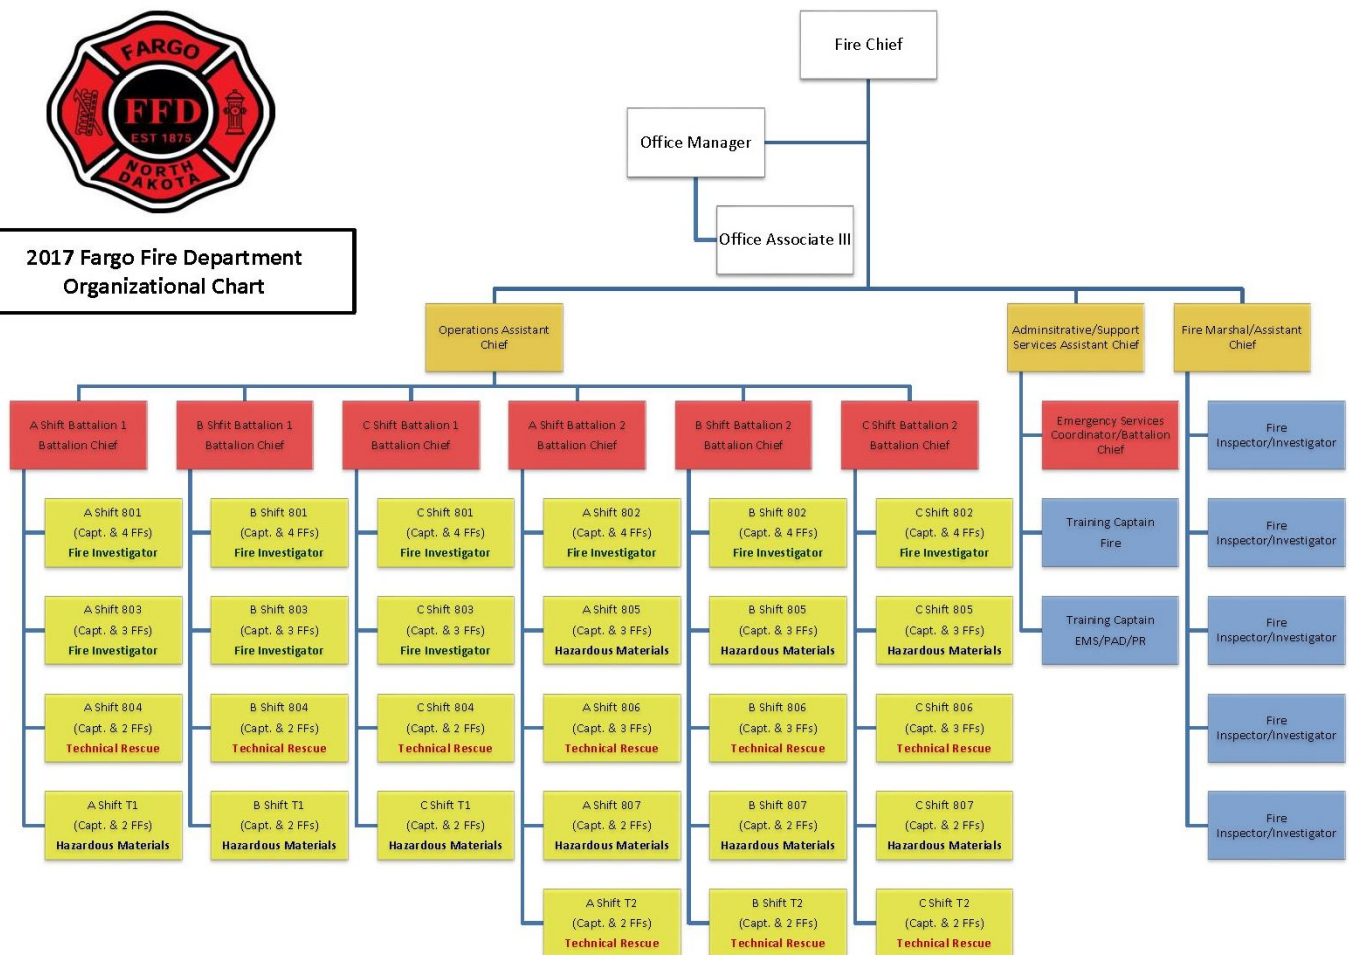 FARGO
FFD
EST 1875
NORTH
DAKOTA
2017 Fargo Fire Department
Organizational Chart
Fire Chief
Office Manager
Office Associate III
Operations Assistant
Chief
Adminsitrative/Support
Services Assistant Chief
Fire Marshal/Assistant
Chief
A Shift Battalion 1
Battalion Chief
B Shfit Battalion 1
Battalion Chief
C Shift Battalion 1
Battalion Chief
A Shift Battalion 2
Battalion Chief
B Shift Battalion 2
Battalion Chief
C Shift Battalion 2
Battalion Chief
Emergency Services
Coordinator/Battalion
Chief
Fire
Inspector/Investigator
A Shift 801
(Capt. & 4 FFs)
Fire Investigator
B Shift 801
(Capt. & 4 FFs)
Fire Investigator
C Shift 801
(Capt. & 4 FFs)
Fire Investigator
A Shift 802
(Capt. & 4 FFs)
Fire Investigator
B Shift 802
(Capt. & 4 FFs)
Fire Investigator
C Shift 802
(Capt. & 4 FFs)
Fire Investigator
Training Captain
Fire
Fire
Inspector/Investigator
A Shift 803
(Capt. & 3 FFs)
Fire Investigator
B Shift 803
(Capt. & 3 FFs)
Fire Investigator
C Shift 803
(Capt. & 3 FFs)
Fire Investigator
A Shift 805
(Capt. & 3 FFs)
Hazardous Materials
B Shift 805
(Capt. & 3 FFs)
Hazardous Materials
C Shift 805
(Capt. & 3 FFs)
Hazardous Materials
Training Captain
EMS/PAD/PR
Fire
Inspector/Investigator
A Shift 804
(Capt. & 2 FFs)
Technical Rescue
B Shift 804
(Capt. & 2 FFs)
Technical Rescue
C Shift 804
(Capt. & 2 FFs)
Technical Rescue
A Shift 806
(Capt. & 3 FFs)
Technical Rescue
B Shift 806
(Capt. & 3 FFs)
Technical Rescue
C Shift 806
(Capt. & 3 FFs)
Technical Rescue
Fire
Inspector/Investigator
A Shift T1
(Capt. & 2 FFs)
Hazardous Materials
B Shift T1
(Capt. & 2 FFs)
Hazardous Materials
C Shift T1
(Capt. & 2 FFs)
Hazardous Materials
A Shift 807
(Capt. & 2 FFs)
Hazardous Materials
B Shift 807
(Capt. & 2 FFs)
Hazardous Materials
C Shift 807
(Capt. & 2 FFs)
Hazardous Materials
Fire
Inspector/Investigator
A Shift T2
(Capt. & 2 FFs)
Technical Rescue
B Shift T2
(Capt. & 2 FFs)
Technical Rescue
C Shift T2
(Capt. & 2 FFs)
Technical Rescue